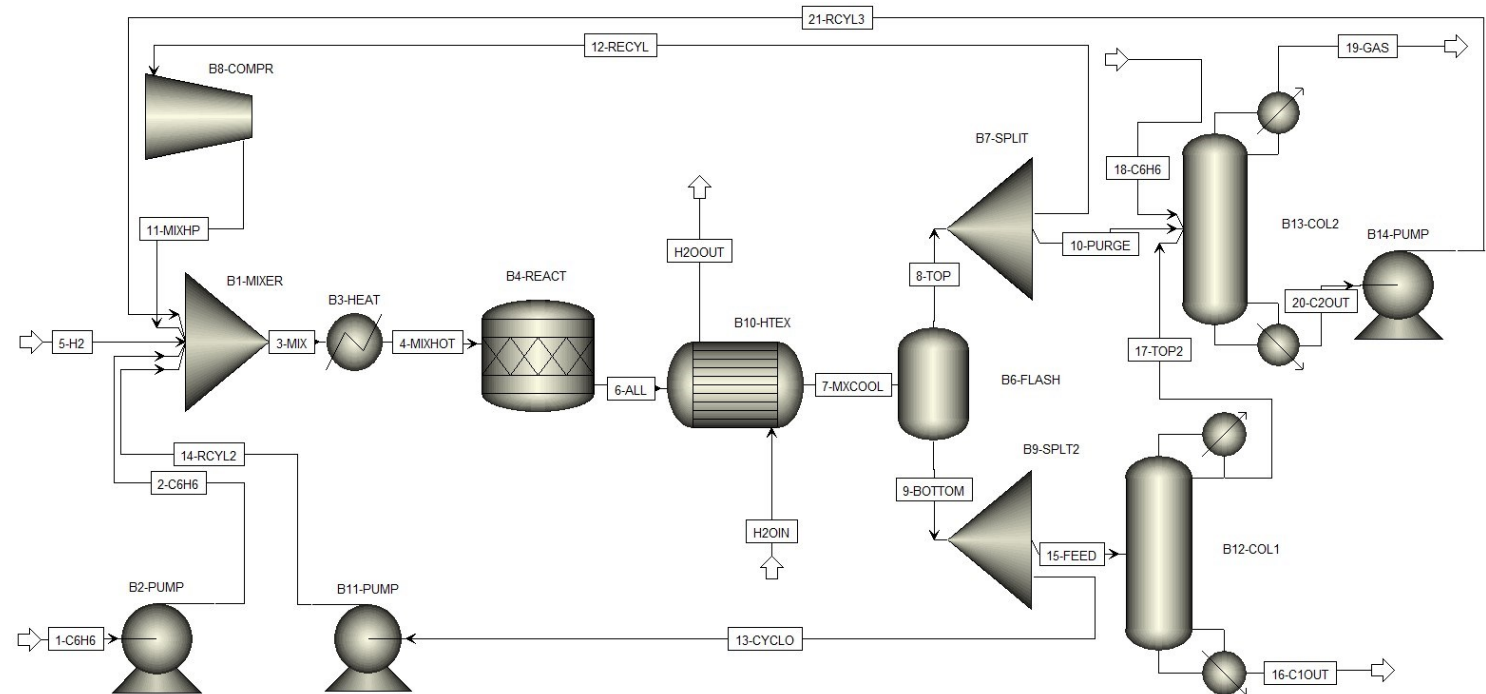 21-RCYL3
12-RECYL
19-GAS
B8-COMPR
B7-SPLIT
18-C6H6
11-MIXHP
H2OOUT
10-PURGE
B13-COL2
B14-PUMP
B1-MIXER
B4-REACT
8-TOP
B3-HEAT
20-C2OUT
B10-HTEX
5-H2
3-MIX
4-MIXHOT
17-TOP2
B6-FLASH
6-ALL
7-MXCOOL
14-RCYL2
B9-SPLT2
2-C6H6
9-BOTTOM
H2OIN
15-FEED
B12-COL1
B2-PUMP
B11-PUMP
1-C6H6
13-CYCLO
16-C1OUT